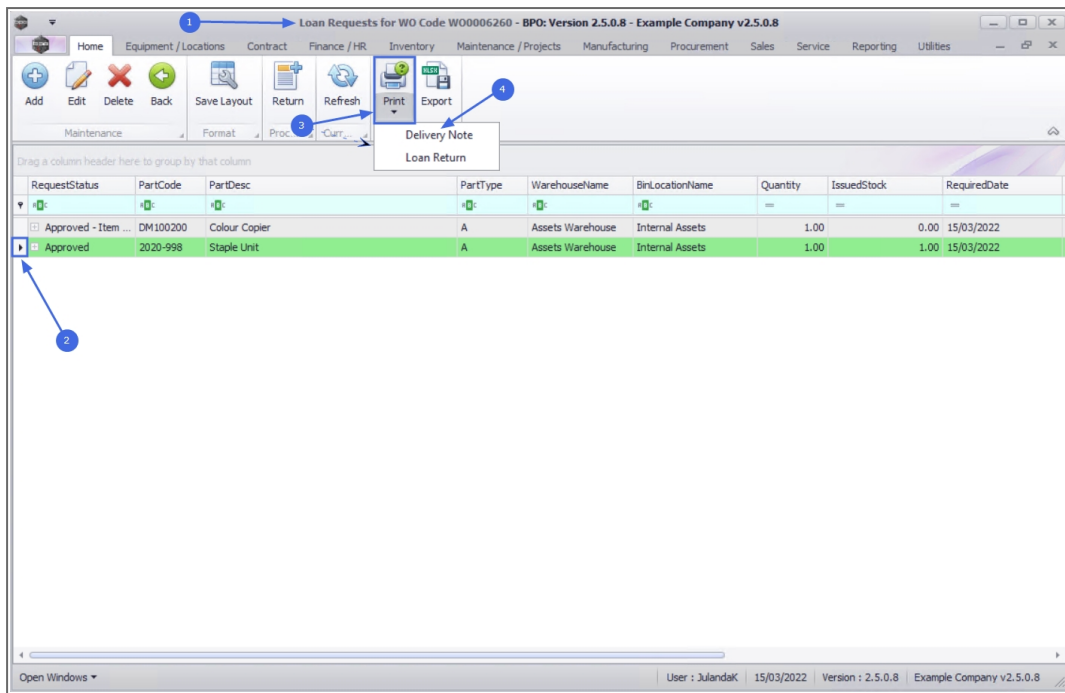 1
Loan Requests for WO Code WO0006260 - BPO: Version 2.5.0.8 - Example Company v2.5.0.8
Home Equipment / Locations Contract Finance / HR Inventory Maintenance / Projects Manufacturing Procurement Sales Service Reporting Utilities
Add Edit Delete Back Save Layout Return Refresh Print Export
4
3
Maintenance Format Proc... Curr...
Delivery Note
Loan Return
Drag a column header here to group by that column
RequestStatus PartCode PartDesc PartType WarehouseName BinLocationName Quantity IssuedStock RequiredDate
= = =
Approved - Item ... DM100200 Colour Copier A Assets Warehouse Internal Assets 1.00 0.00 15/03/2022
Approved 2020-998 Staple Unit A Assets Warehouse Internal Assets 1.00 1.00 15/03/2022
2
Open Windows User : JulandaK 15/03/2022 Version : 2.5.0.8 Example Company v2.5.0.8